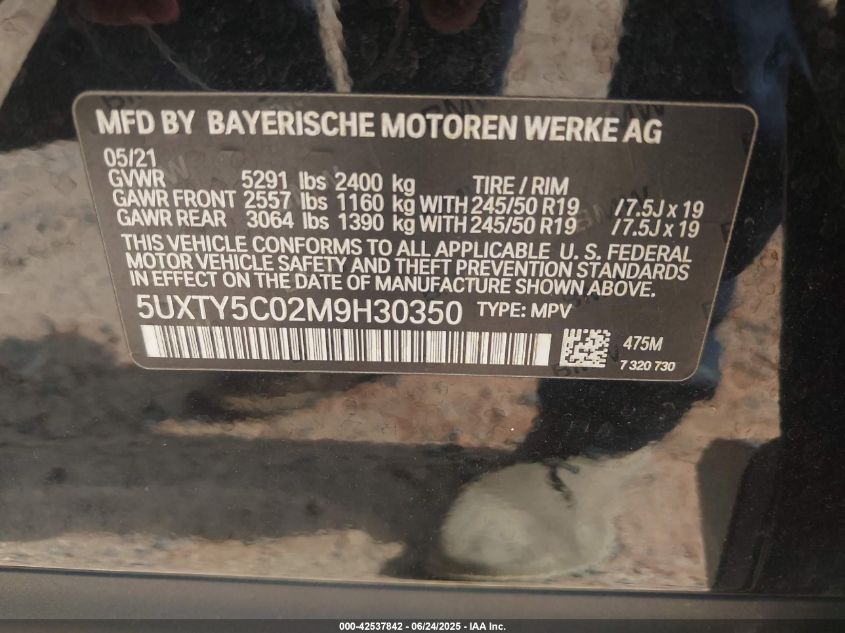 MFD BY BAYERISCHE MOTOREN WERKE AG
05/21
GVWR 5291 lbs 2400 kg TIRE / RIM
GAWR FRONT 2557 lbs 1160 kg WITH 245/50 R19 / 7.5J x 19
GAWR REAR 3064 lbs 1390 kg WITH 245/50 R19 / 7.5J x 19
THIS VEHICLE CONFORMS TO ALL APPLICABLE U. S. FEDERAL
MOTOR VEHICLE SAFETY AND THEFT PREVENTION STANDARDS
IN EFFECT ON THE DATE OF MANUFACTURE SHOWN ABOVE.
5UXTY5C02M9H30350 TYPE: MPV
475M
7 320 730
000-42537842 / 06/24/2025 - IAA Inc.